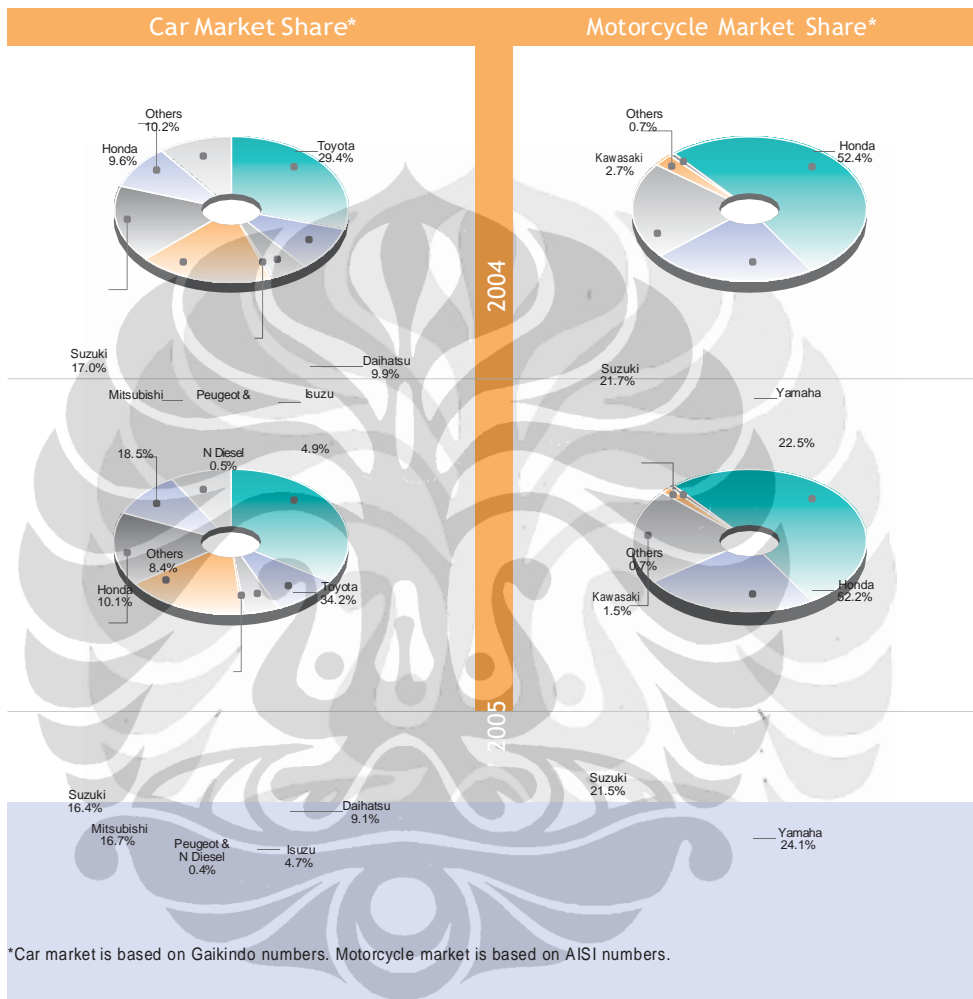 Car Market Share*
Motorcycle Market Share*
2004
Others
10.2%
Honda
9.6%
Toyota
29.4%
Suzuki
17.0%
Daihatsu
9.9%
Mitsubishi
Peugeot &
Isuzu
18.5%
N Diesel
0.5%
4.9%
Others
0.7%
Kawasaki
2.7%
Honda
52.4%
Suzuki
21.7%
Yamaha
22.5%
2005
Others
8.4%
Honda
10.1%
Toyota
34.2%
Suzuki
16.4%
Daihatsu
9.1%
Mitsubishi
16.7%
Peugeot &
N Diesel
0.4%
Isuzu
4.7%
Others
0.7%
Kawasaki
1.5%
Honda
52.2%
Suzuki
21.5%
Yamaha
24.1%
*Car market is based on Gaikindo numbers. Motorcycle market is based on AISI numbers.